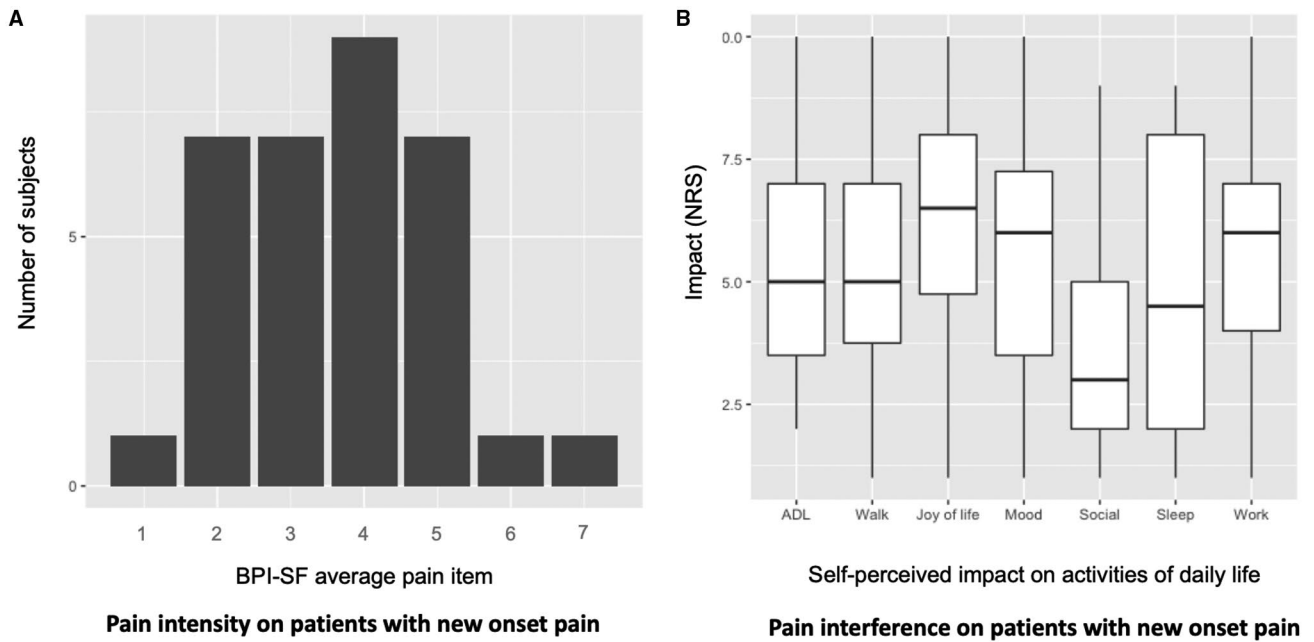 A
Number of subjects
5
0
1 2 3 4 5 6 7
BPI-SF average pain item
Pain intensity on patients with new onset pain
B
Impact (NRS)
0.0
7.5
5.0
2.5
ADL Walk Joy of life Mood Social Sleep Work
Self-perceived impact on activities of daily life
Pain interference on patients with new onset pain